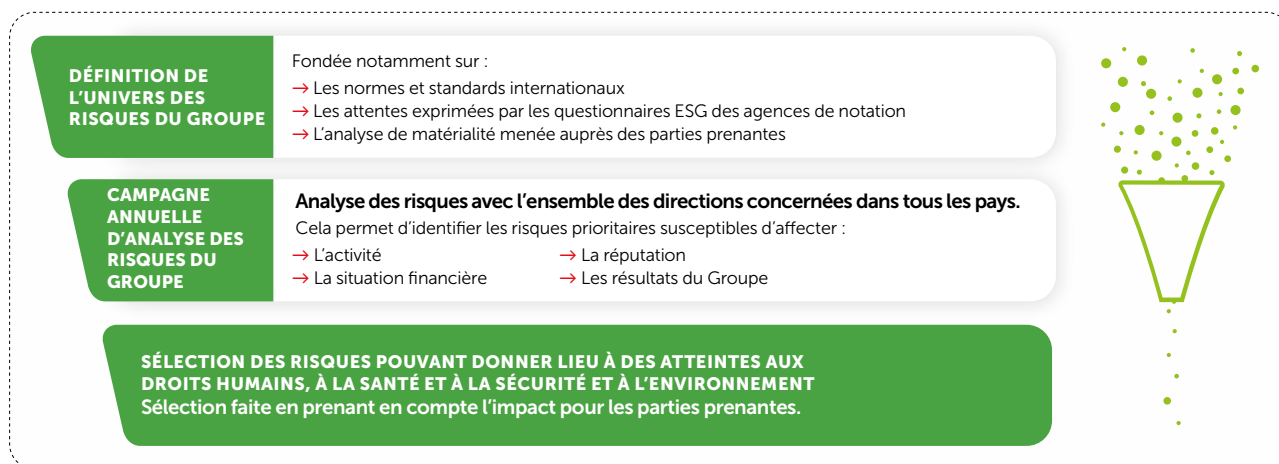 DÉFINITION DE
L’UNIVERS DES
RISQUES DU GROUPE
Fondée notamment sur :
→ Les normes et standards internationaux
→ Les attentes exprimées par les questionnaires ESG des agences de notation
→ L’analyse de matérialité menée auprès des parties prenantes
CAMPAGNE
ANNUELLE
D’ANALYSE DES
RISQUES DU
GROUPE
Analyse des risques avec l’ensemble des directions concernées dans tous les pays.
Cela permet d’identifier les risques prioritaires susceptibles d’affecter :
→ L’activité
→ La situation financière
→ La réputation
→ Les résultats du Groupe
SÉLECTION DES RISQUES POUVANT DONNER LIEU À DES ATTEINTES AUX
DROITS HUMAINS, À LA SANTÉ ET À LA SÉCURITÉ ET À L’ENVIRONNEMENT
Sélection faite en prenant en compte l’impact pour les parties prenantes.